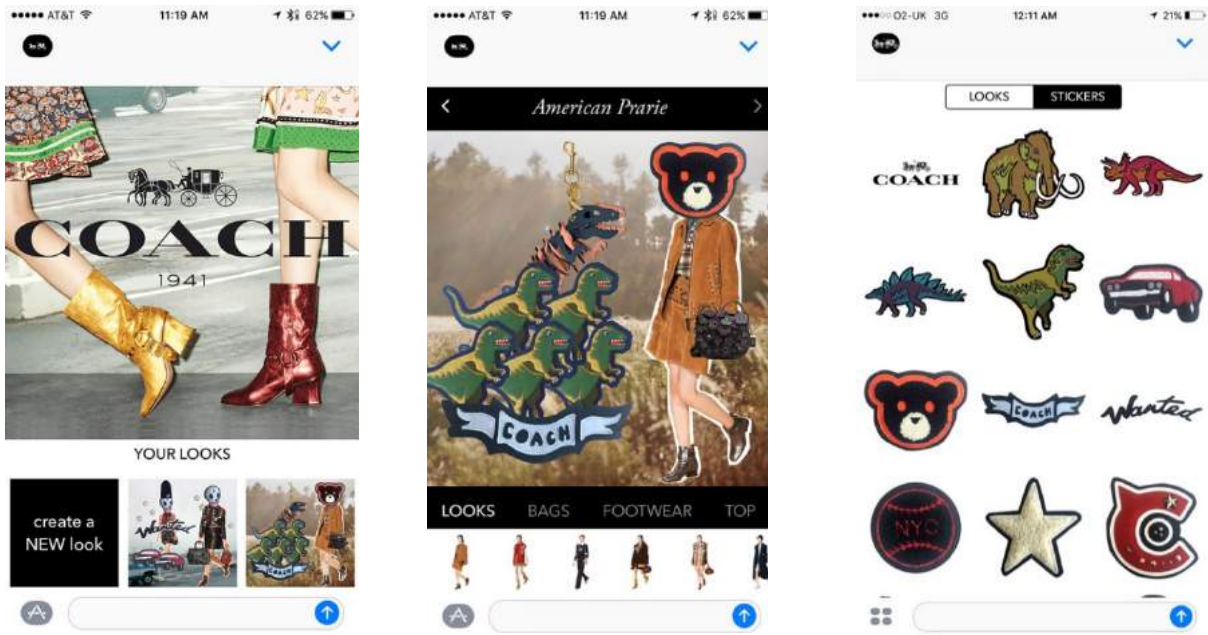 AT&T 11:19 AM 62%
COACH
1941
YOUR LOOKS
create a
NEW look
Wanted
COACH
AT&T 11:19 AM 62%
American Prarie
COACH
LOOKS BAGS FOOTWEAR TOP
O2-UK 3G 12:11 AM 21%
LOOKS STICKERS
COACH
COACH
Wanted
NYC
C